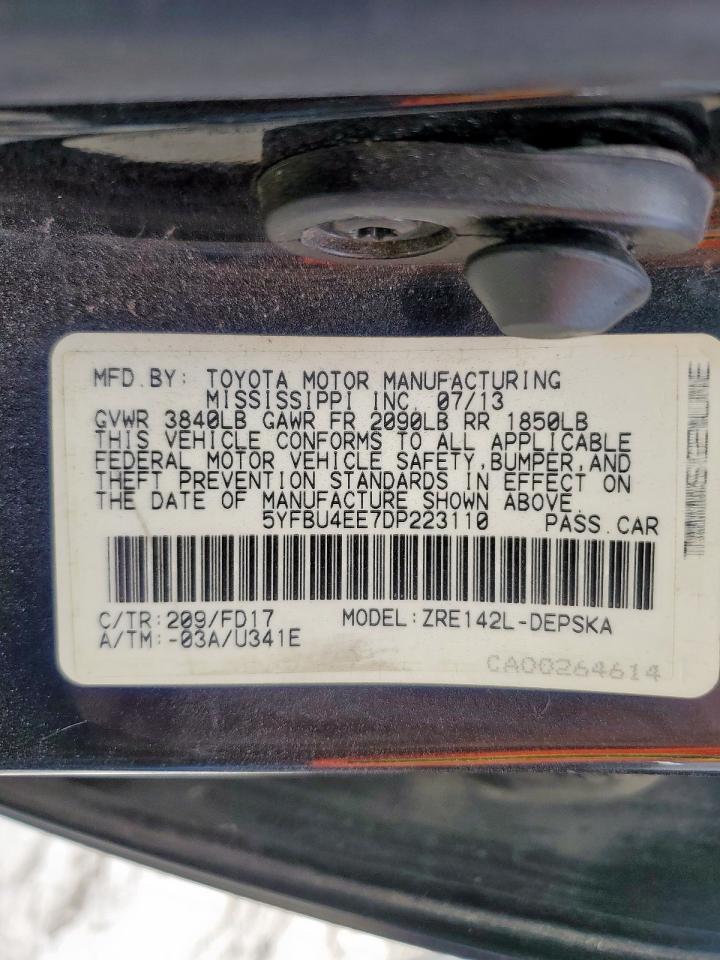 MFD.BY: TOYOTA MOTOR MANUFACTURING
MISSISSIPPI INC. 07/13
GVWR 3840LB GAWR FR 2090LB RR 1850LB
THIS VEHICLE CONFORMS TO ALL APPLICABLE
FEDERAL MOTOR VEHICLE SAFETY,BUMPER,AND
THEFT PREVENTION STANDARDS IN EFFECT ON
THE DATE OF MANUFACTURE SHOWN ABOVE.
5YFBU4EE7DP223110 PASS.CAR
C/TR:209/FD17 MODEL:ZRE142L-DEPSKA
A/TM:-03A/U341E
CA00264614